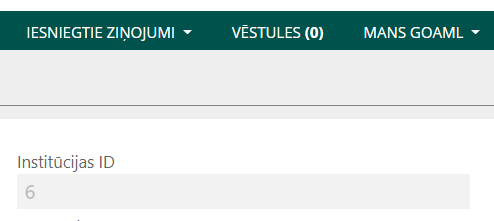 IESNIEGTIE ZIŅOJUMI VĒSTULES (0) MANS GOAML
Institūcijas ID
6